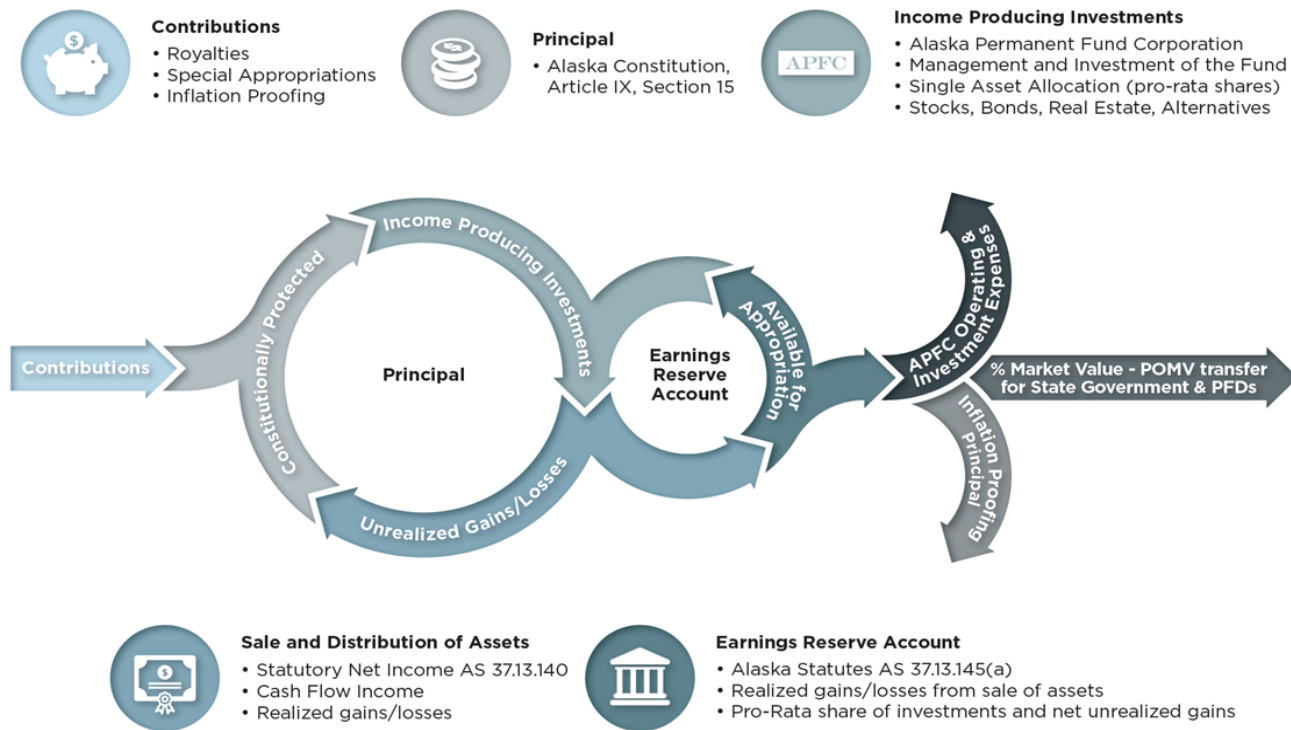 Contributions
• Royalties
• Special Appropriations
• Inflation Proofing
Principal
• Alaska Constitution,
Article IX, Section 15
APFC
Income Producing Investments
• Alaska Permanent Fund Corporation
• Management and Investment of the Fund
• Single Asset Allocation (pro-rata shares)
• Stocks, Bonds, Real Estate, Alternatives
Contributions
Constitutionally Protected
Income Producing Investments
Principal
Unrealized Gains/Losses
Earnings
Reserve
Account
Available for
Appropriation
APFC Operating &
Investment Expenses
% Market Value - POMV transfer
for State Government & PFDs
Inflation Proofing
Principal
Sale and Distribution of Assets
• Statutory Net Income AS 37.13.140
• Cash Flow Income
• Realized gains/losses
Earnings Reserve Account
• Alaska Statutes AS 37.13.145(a)
• Realized gains/losses from sale of assets
• Pro-Rata share of investments and net unrealized gains